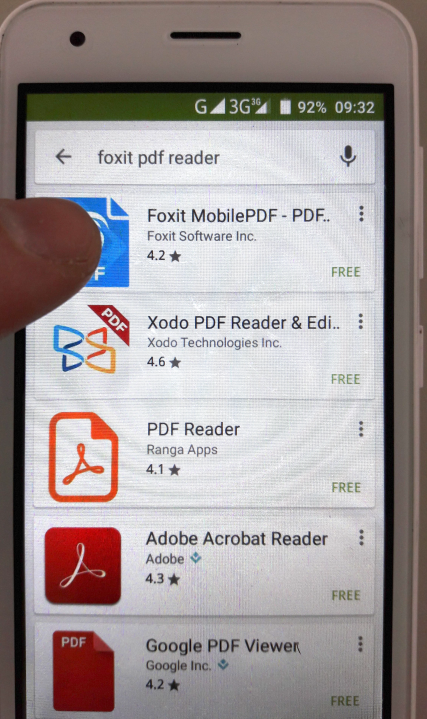 G 3G 3G 92% 09:32
foxit pdf reader
Foxit MobilePDF - PDF..
Foxit Software Inc.
4.2
FREE
PDF
Xodo PDF Reader & Edi..
Xodo Technologies Inc.
4.6
FREE
PDF Reader
Ranga Apps
4.1
FREE
Adobe Acrobat Reader
Adobe
4.3
FREE
PDF
Google PDF Viewer
Google Inc.
4.2
FREE